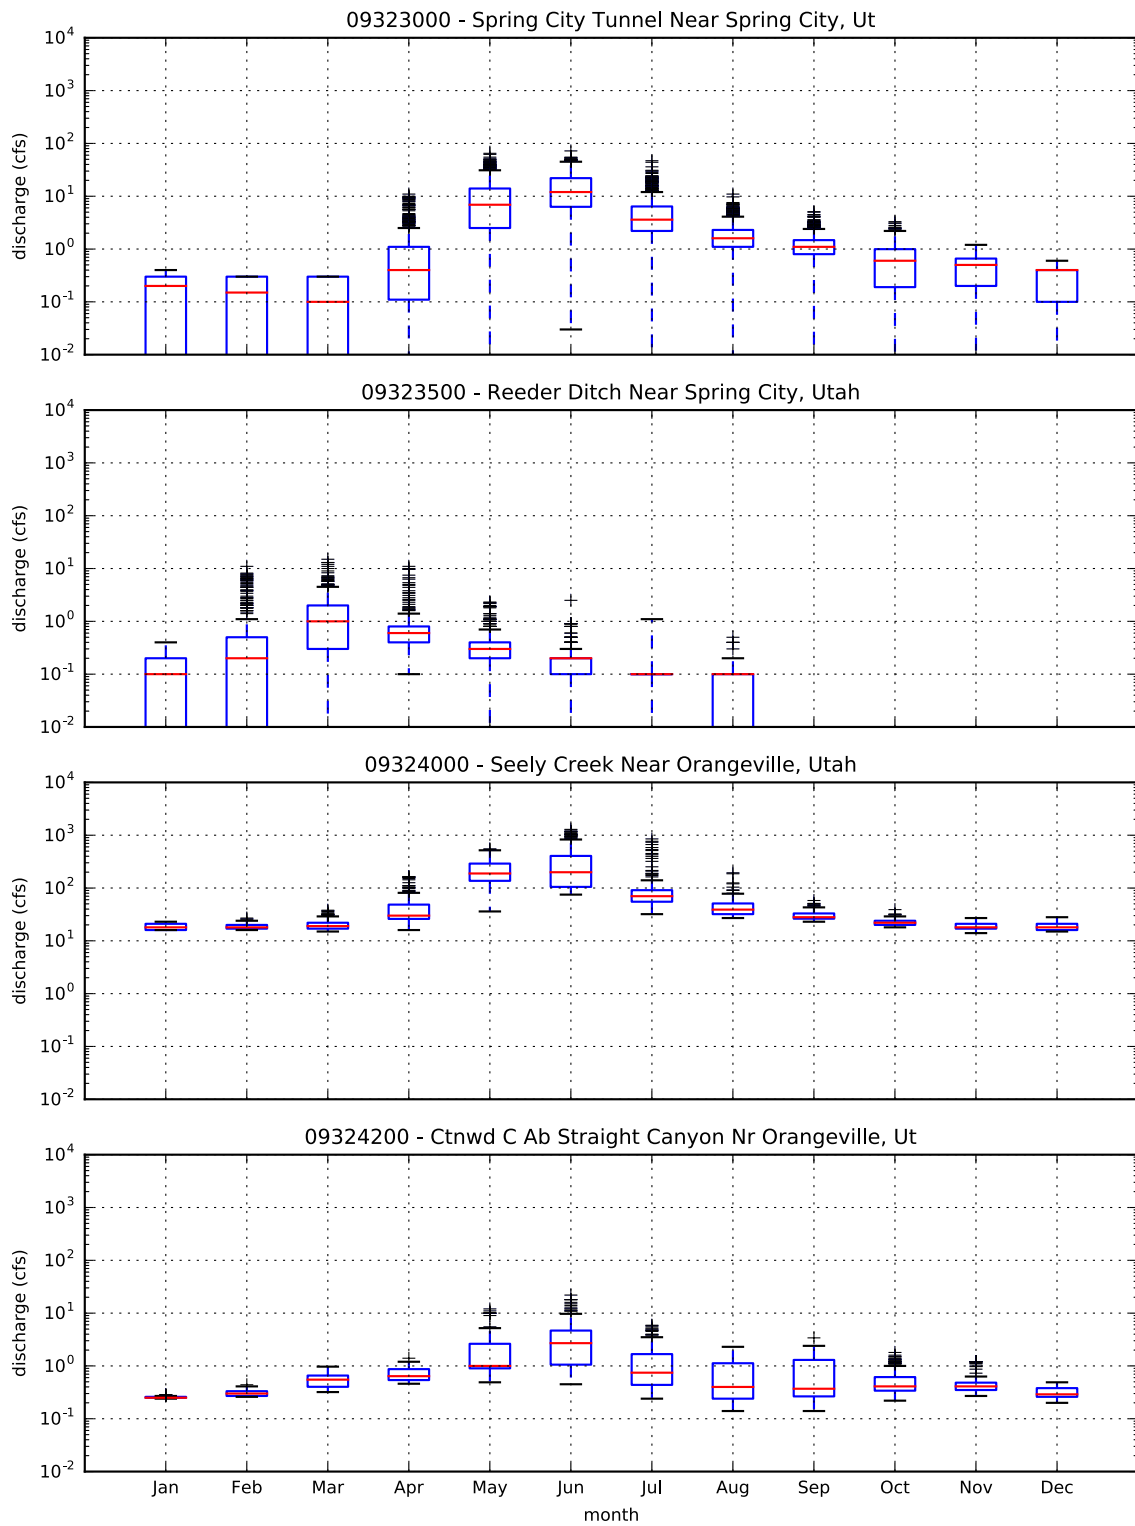 09323000 - Spring City Tunnel Near Spring City, Ut
10^4
10^3
10^2
10^1
10^0
10^-1
10^-2
discharge (cfs)
09323500 - Reeder Ditch Near Spring City, Utah
10^4
10^3
10^2
10^1
10^0
10^-1
10^-2
discharge (cfs)
09324000 - Seely Creek Near Orangeville, Utah
10^4
10^3
10^2
10^1
10^0
10^-1
10^-2
discharge (cfs)
09324200 - Ctnwd C Ab Straight Canyon Nr Orangeville, Ut
10^4
10^3
10^2
10^1
10^0
10^-1
10^-2
discharge (cfs)
Jan Feb Mar Apr May Jun Jul Aug Sep Oct Nov Dec
month